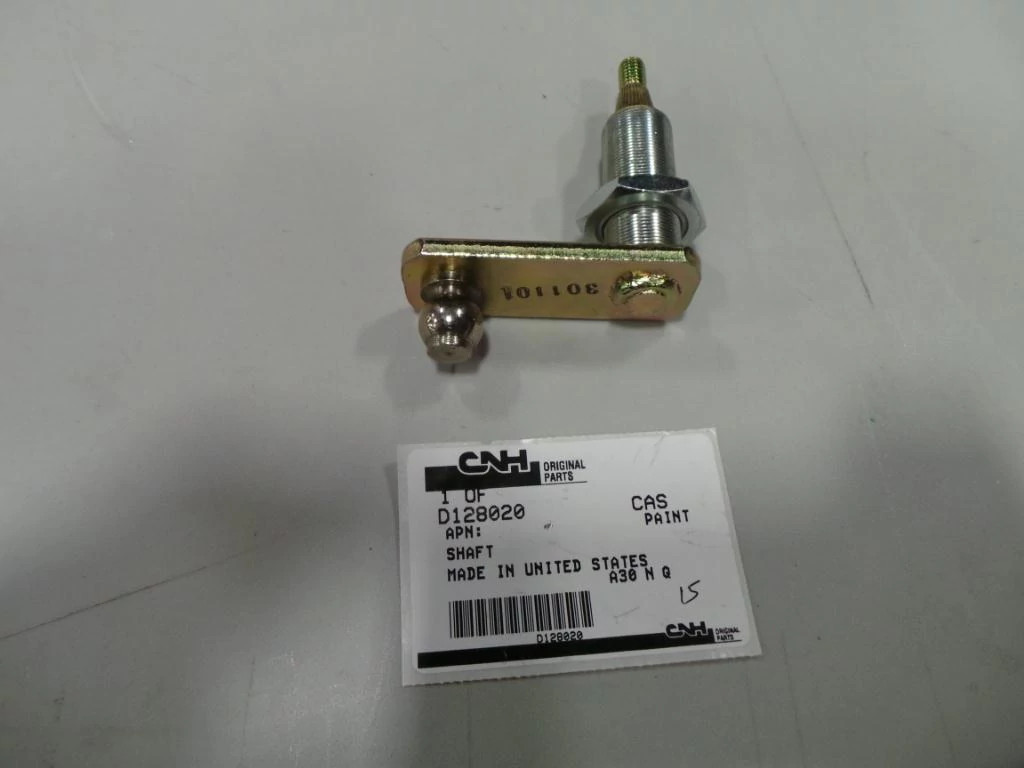 301101
CNH ORIGINAL
PARTS
1 OF
D128020 CAS
PAINT
APN:
SHAFT
MADE IN UNITED STATES
A30 N Q
15
D128020
CNH ORIGINAL
PARTS